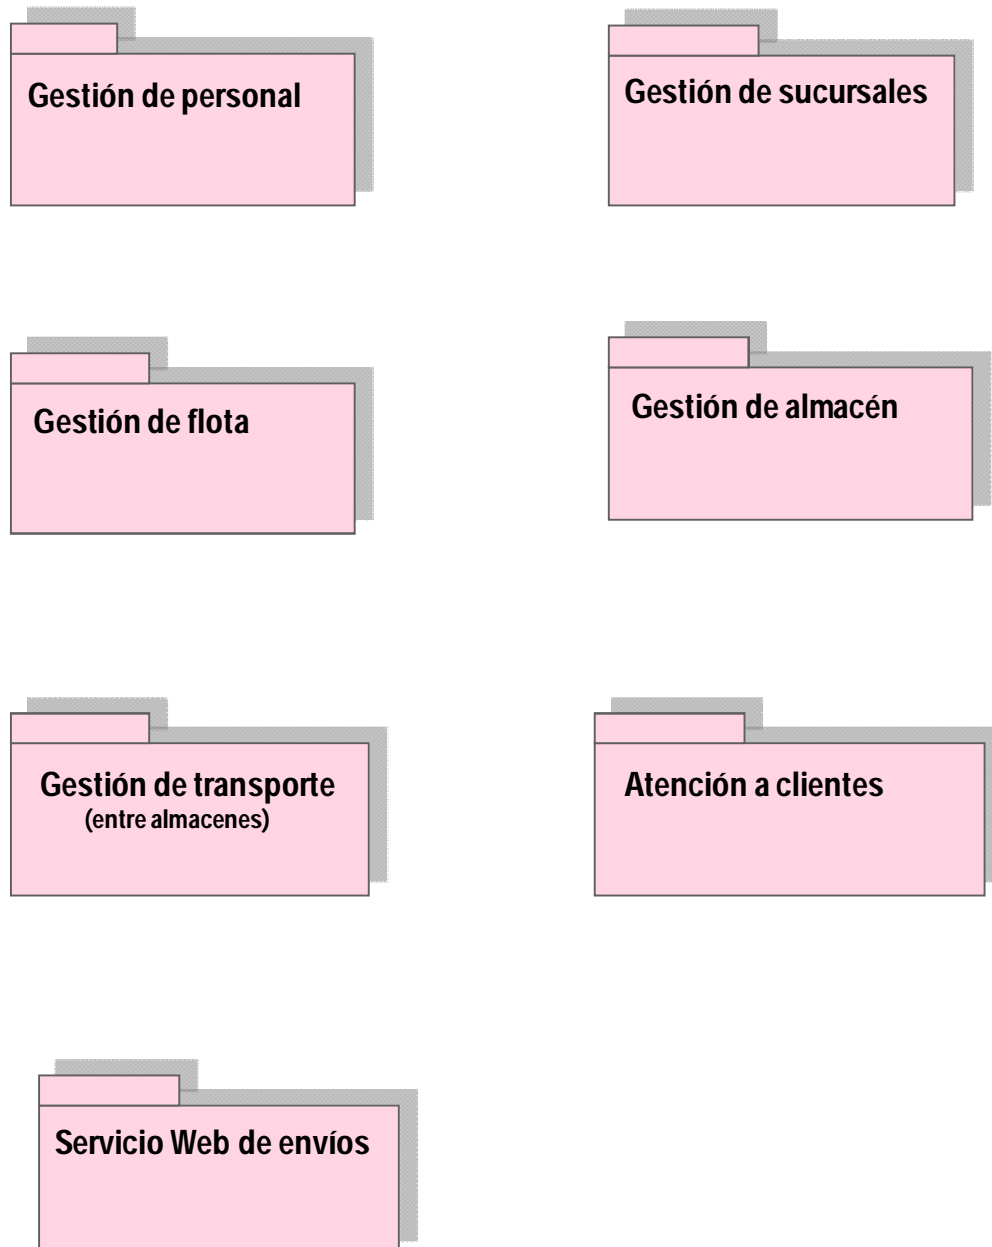 Gestión de personal
Gestión de sucursales
Gestión de flota
Gestión de almacén
Gestión de transporte
(entre almacenes)
Atención a clientes
Servicio Web de envíos